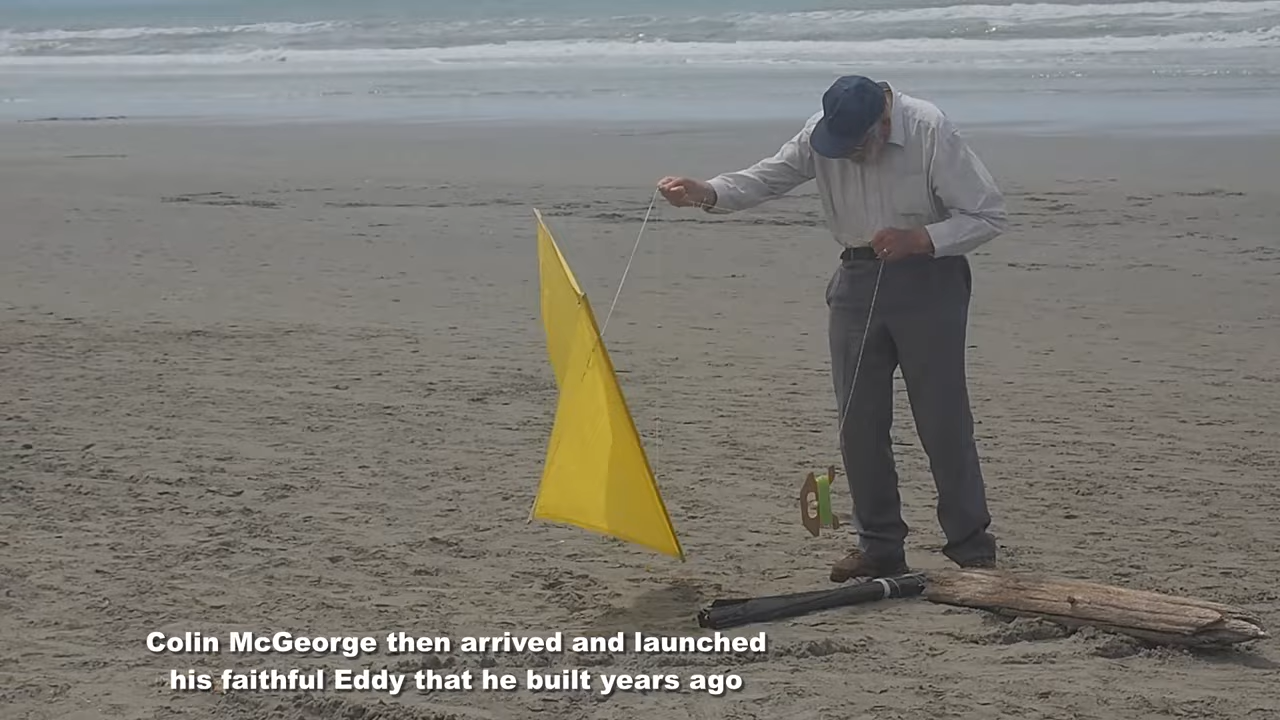 Colin McGeorge then arrived and launched
his faithful Eddy that he built years ago